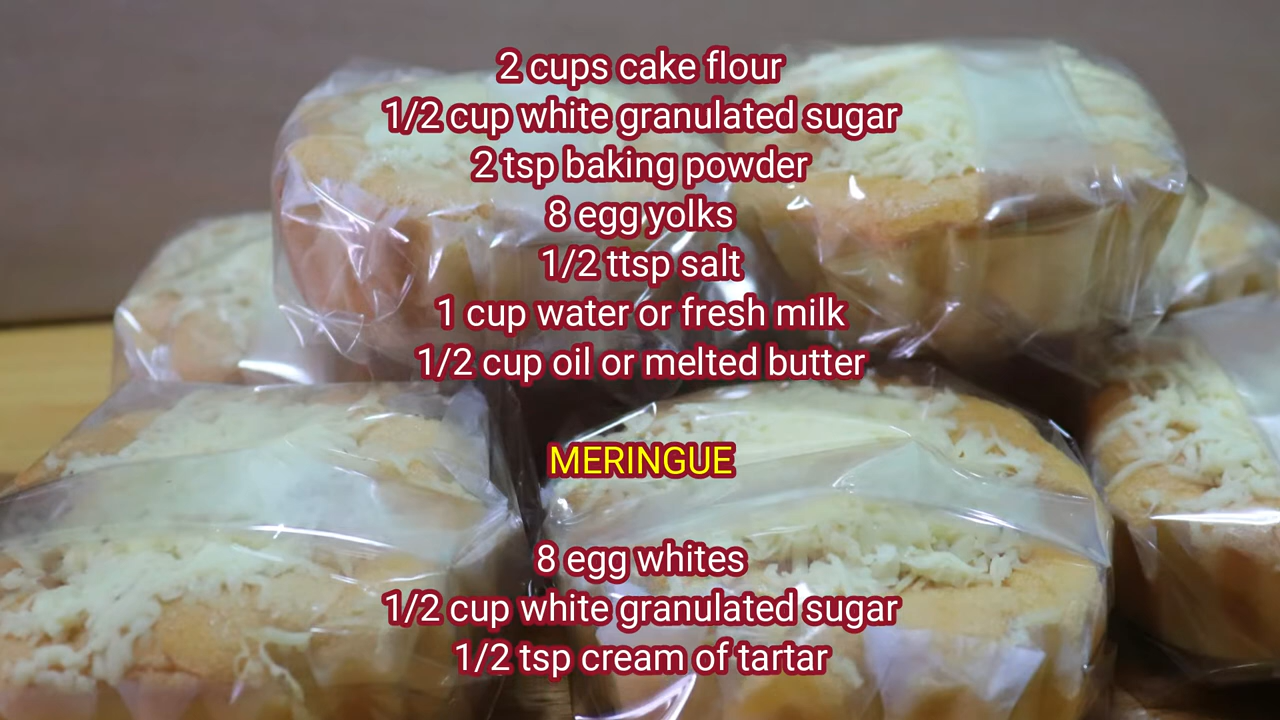 2 cups cake flour
1/2 cup white granulated sugar
2 tsp baking powder
8 egg yolks
1/2 ttsp salt
1 cup water or fresh milk
1/2 cup oil or melted butter
MERINGUE
8 egg whites
1/2 cup white granulated sugar
1/2 tsp cream of tartar